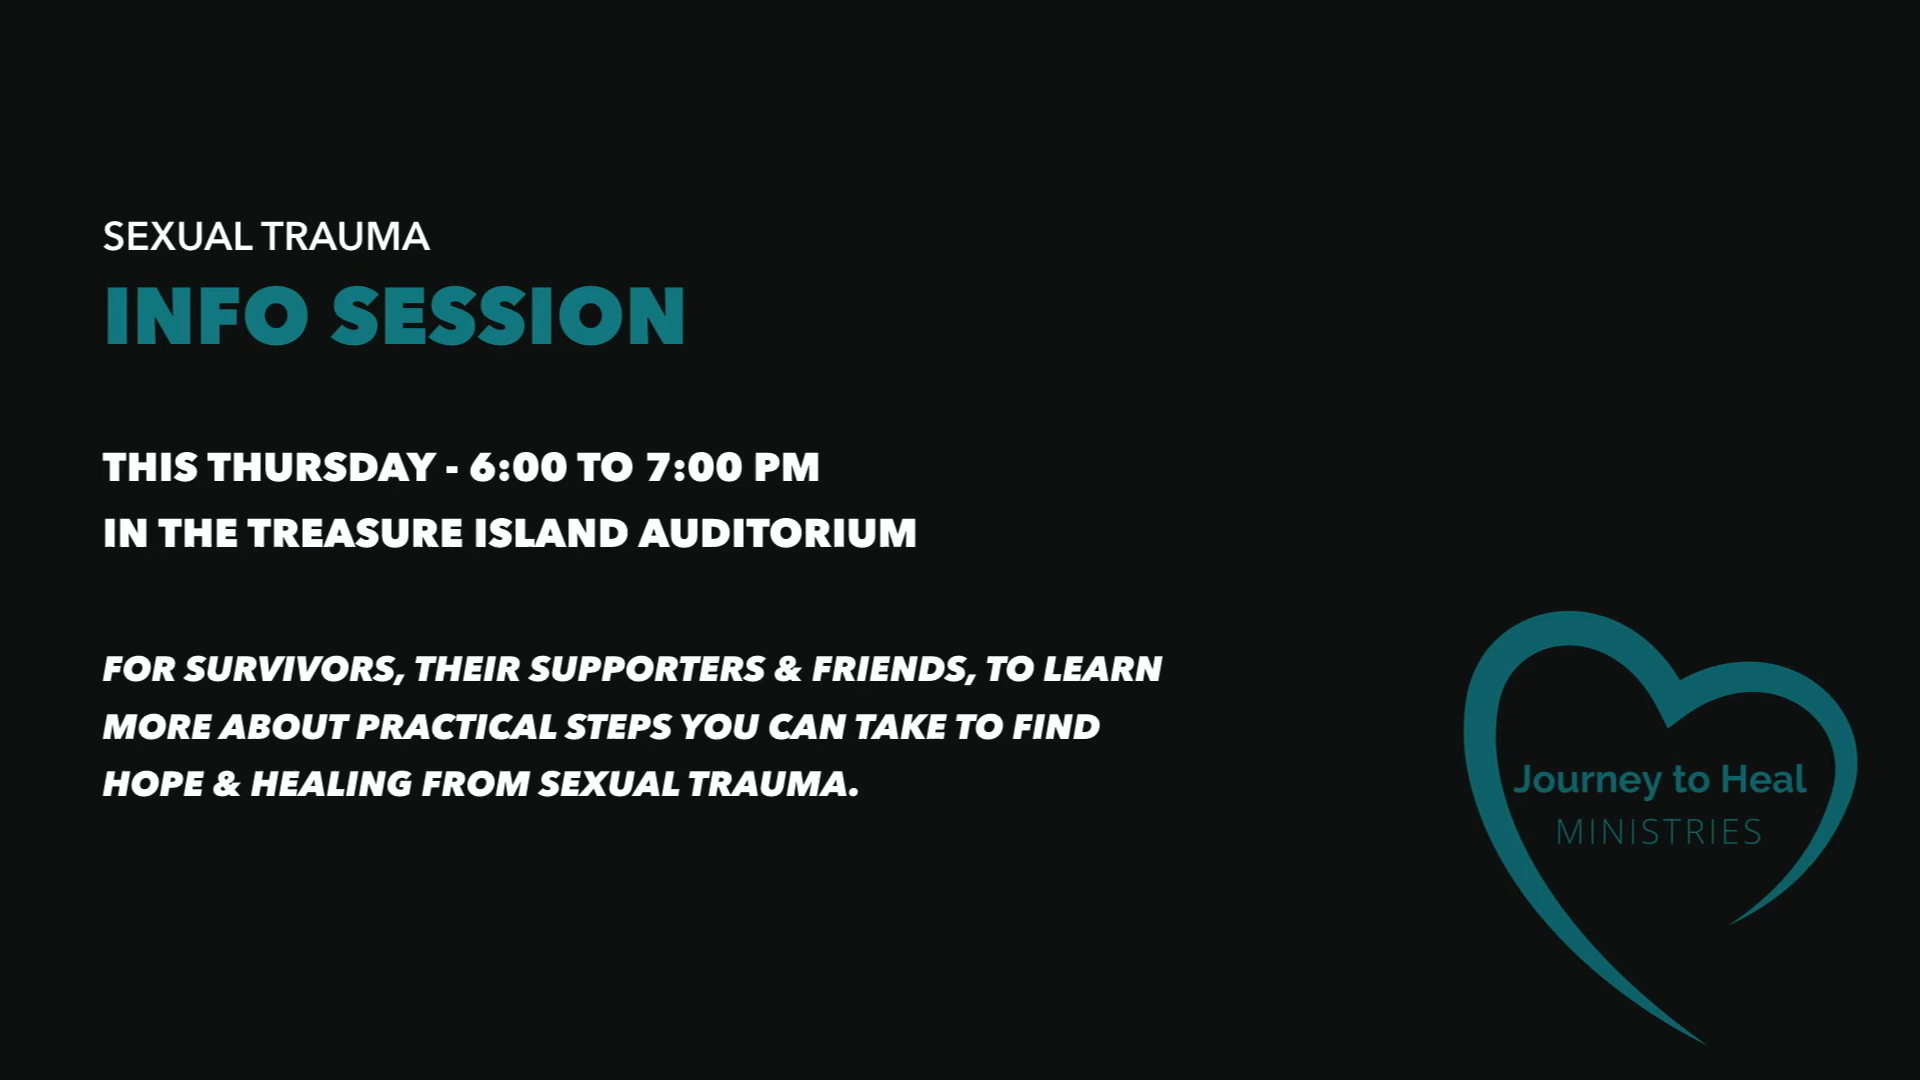 SEXUAL TRAUMA
INFO SESSION
THIS THURSDAY - 6:00 TO 7:00 PM
IN THE TREASURE ISLAND AUDITORIUM
FOR SURVIVORS, THEIR SUPPORTERS & FRIENDS, TO LEARN
MORE ABOUT PRACTICAL STEPS YOU CAN TAKE TO FIND
HOPE & HEALING FROM SEXUAL TRAUMA.
Journey to Heal
MINISTRIES